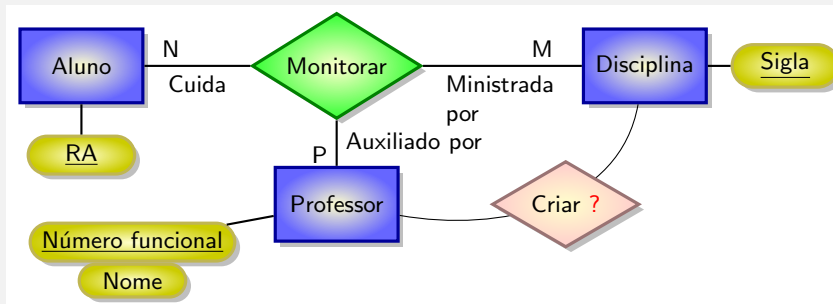 Aluno
N
Cuida
Monitorar
M
Ministrada
por
Disciplina
Sigla
RA
P
Auxiliado por
Professor
Criar ?
Número funcional
Nome